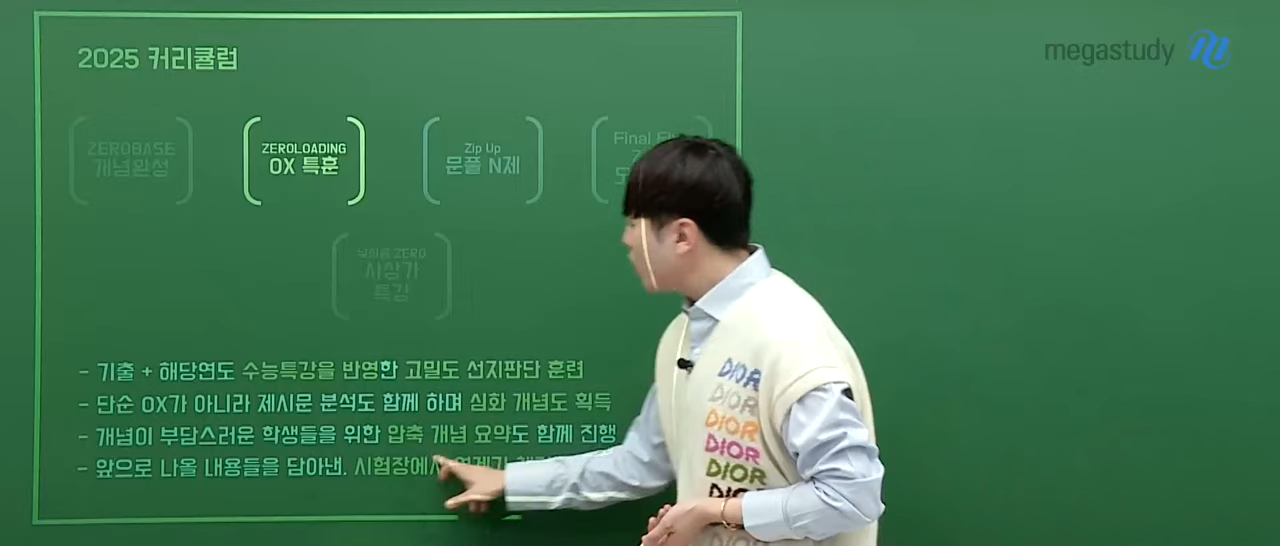 2025 커리큘럼
megastudy
ZEROBASE
개념완성
ZEROLOADING
OX 특훈
Zip Up
문풀 N제
Final
ZERO
사상가
특강
- 기출 + 해당연도 수능특강을 반영한 고밀도 선지판단 훈련
- 단순 OX가 아니라 제시문 분석도 함께 하며 심화 개념도 획득
- 개념이 부담스러운 학생들을 위한 압축 개념 요약도 함께 진행
- 앞으로 나올 내용들을 담아낸. 시험장에서
DIOR
DIOR
DIOR
DIOR
DIOR
DIOR
DIOR